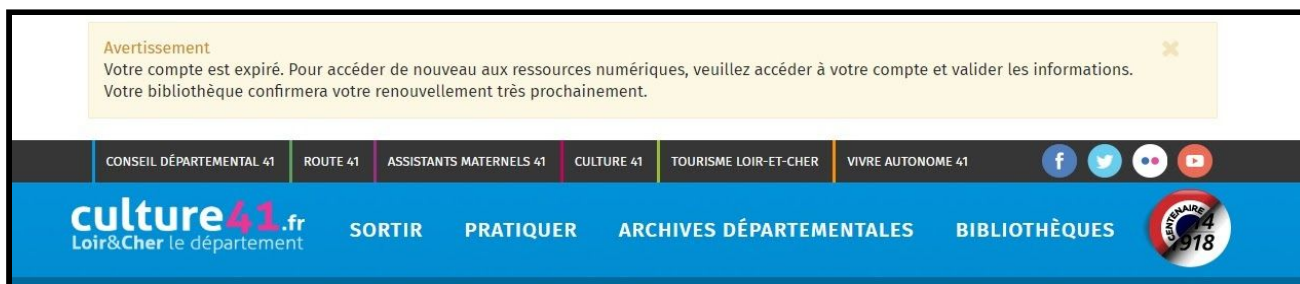 Avertissement
Votre compte est expiré. Pour accéder de nouveau aux ressources numériques, veuillez accéder à votre compte et valider les informations.
Votre bibliothèque confirmera votre renouvellement très prochainement.
CONSEIL DÉPARTEMENTAL 41 ROUTE 41 ASSISTANTS MATERNELS 41 CULTURE 41 TOURISME LOIR-ET-CHER VIVRE AUTONOME 41
culture41.fr
Loir&Cher le département
SORTIR PRATIQUER ARCHIVES DÉPARTEMENTALES BIBLIOTHÈQUES
CENTENAIRE
14
1918